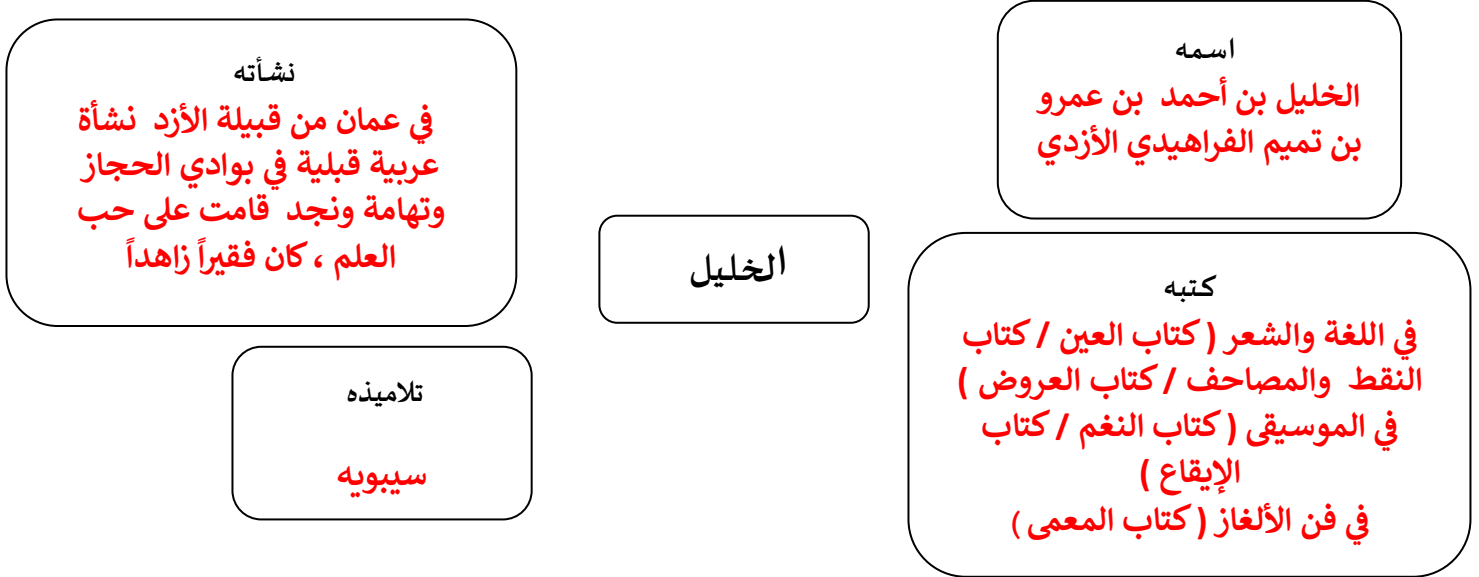 اسمه
الخليل بن أحمد بن عمرو
بن تميم الفراهيدي الأزدي
نشأته
في عمان من قبيلة الأزد نشأة
عربية قبلية في بوادي الحجاز
وتهامة ونجد قامت على حب
العلم ، كان فقيراً زاهداً
الخليل
كتبه
في اللغة والشعر ( كتاب العين / كتاب
النقط والمصاحف / كتاب العروض )
في الموسيقى ( كتاب النغم / كتاب
الإيقاع )
في فن الألغاز ( كتاب المعمى )
تلاميذه
سيبويه